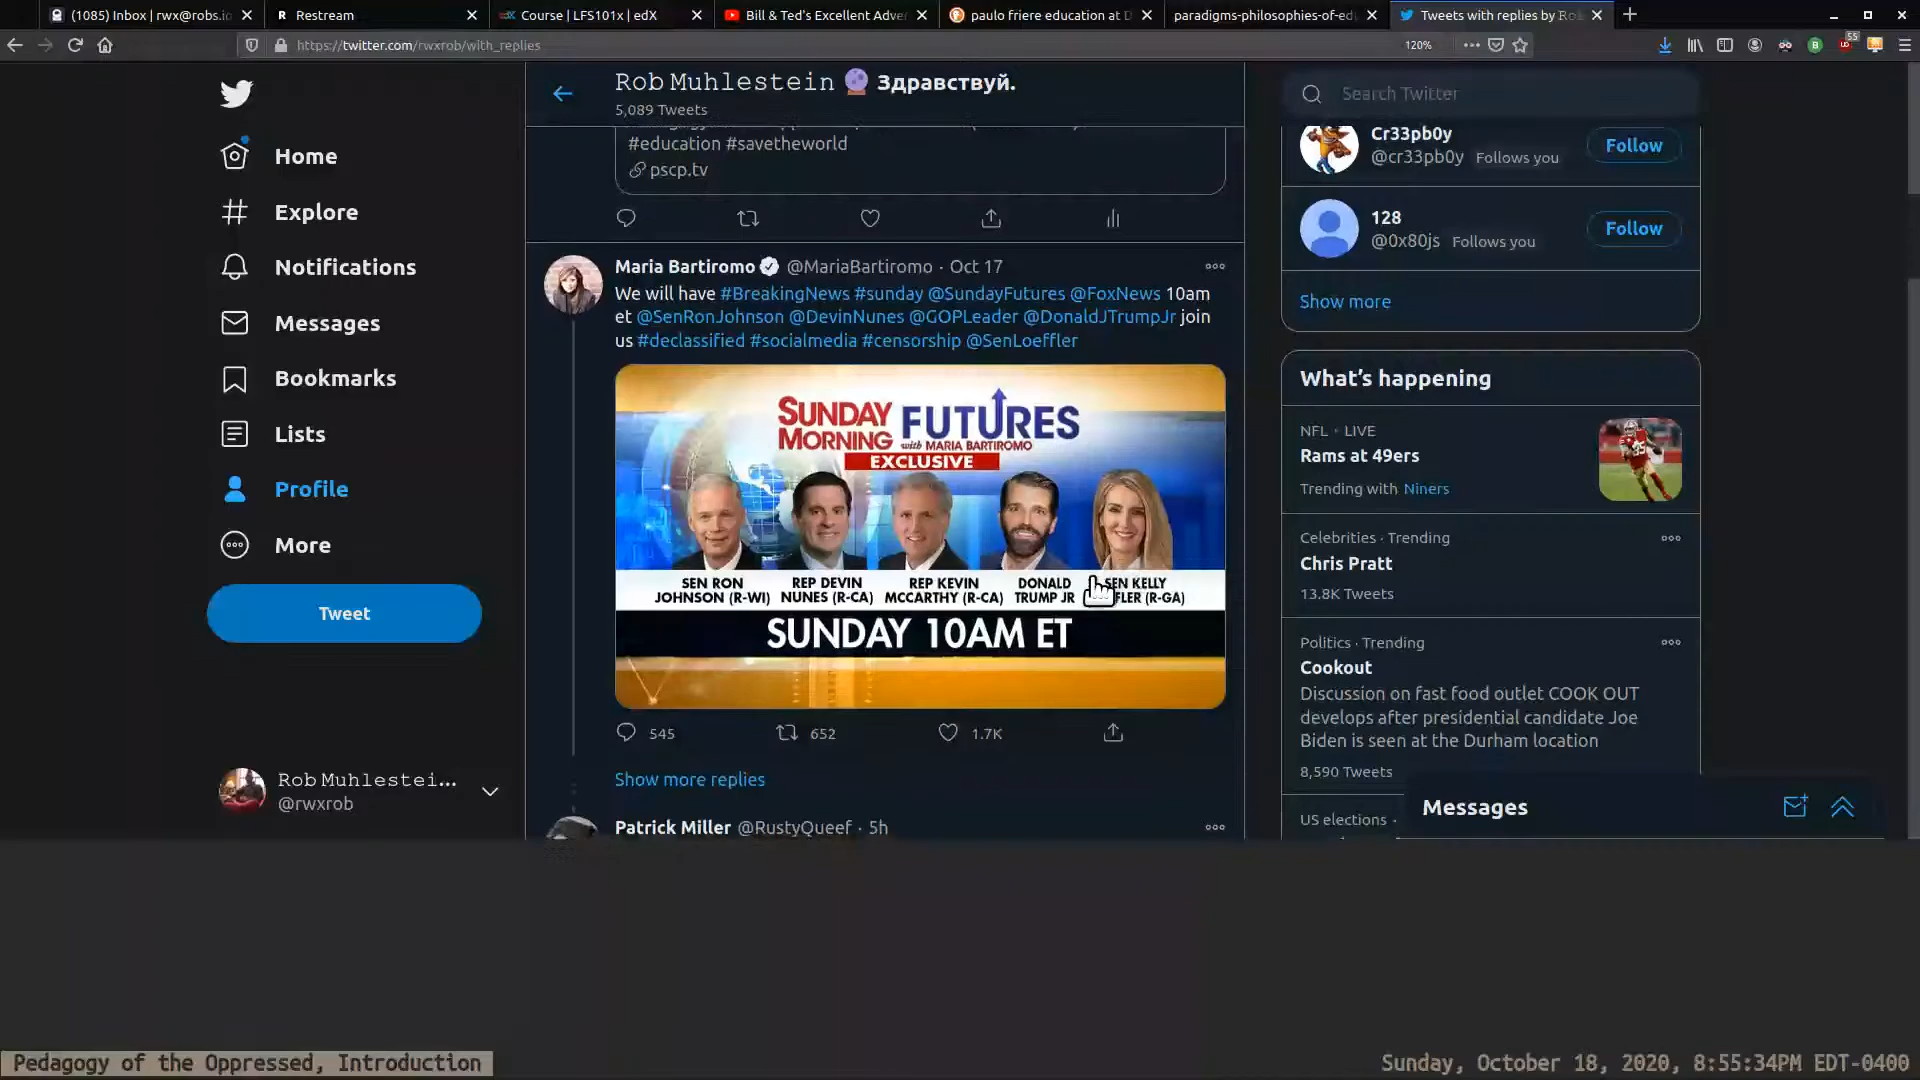 (1085) Inbox | rwx@robs.io
Restream
Course | LFS101x | edX
Bill & Ted's Excellent Adve
paulo friere education at D
paradigms-philosophies-of-ed
Tweets with replies by Ro
https://twitter.com/rwxrob/with_replies
120%
55
Home
Explore
Notifications
Messages
Bookmarks
Lists
Profile
More
Tweet
Rob Muhlestei...
@rwxrob
Rob Muhlestein 🔮 Здравствуй.
5,089 Tweets
#education #savetheworld
pscp.tv
Maria Bartiromo @MariaBartiromo · Oct 17
We will have #BreakingNews #sunday @SundayFutures @FoxNews 10am
et @SenRonJohnson @DevinNunes @GOPLeader @DonaldJTrumpJr join
us #declassified #socialmedia #censorship @SenLoeffler
SUNDAY MORNING FUTURES
with MARIA BARTIROMO
EXCLUSIVE
SEN RON JOHNSON (R-WI)
REP DEVIN NUNES (R-CA)
REP KEVIN MCCARTHY (R-CA)
DONALD TRUMP JR
SEN KELLY
FLER (R-GA)
SUNDAY 10AM ET
545
652
1.7K
Show more replies
Patrick Miller @RustyQueef · 5h
Search Twitter
Cr33pb0y
@cr33pb0y Follows you
Follow
128
@0x80js Follows you
Follow
Show more
What's happening
NFL · LIVE
Rams at 49ers
Trending with Niners
Celebrities · Trending
Chris Pratt
13.8K Tweets
Politics · Trending
Cookout
Discussion on fast food outlet COOK OUT
develops after presidential candidate Joe
Biden is seen at the Durham location
8,590 Tweets
US elections ·
Messages
Pedagogy of the Oppressed, Introduction
Sunday, October 18, 2020, 8:55:34PM EDT-0400